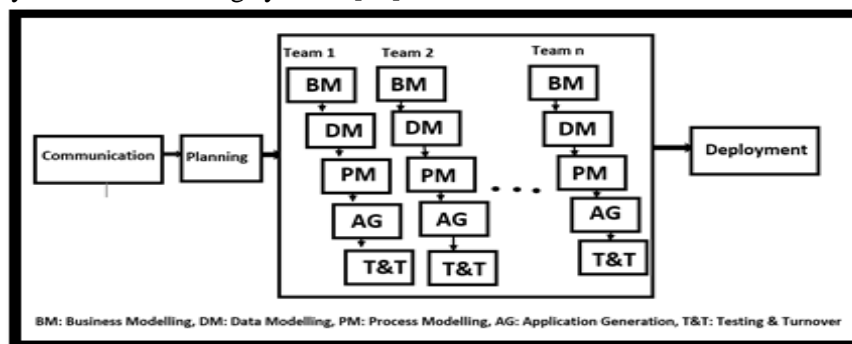 Team 1 Team 2 Team n
BM BM BM
DM DM DM
Communication Planning PM PM ... PM Deployment
AG AG AG
T&T T&T T&T
BM: Business Modelling, DM: Data Modelling, PM: Process Modelling, AG: Application Generation, T&T: Testing & Turnover